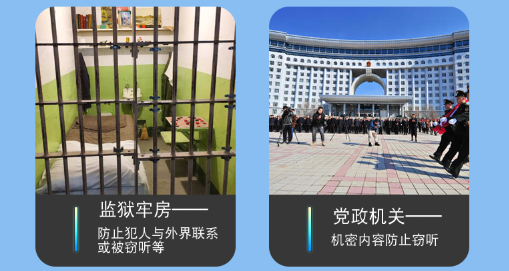 监狱牢房——
防止犯人与外界联系
或被窃听等
党政机关——
机密内容防止窃听